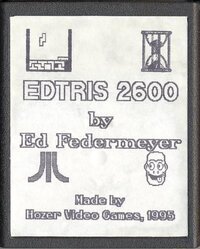 EDTRIS 2600
by
Ed Federmeyer
Made by
Hozer Video Games, 1995